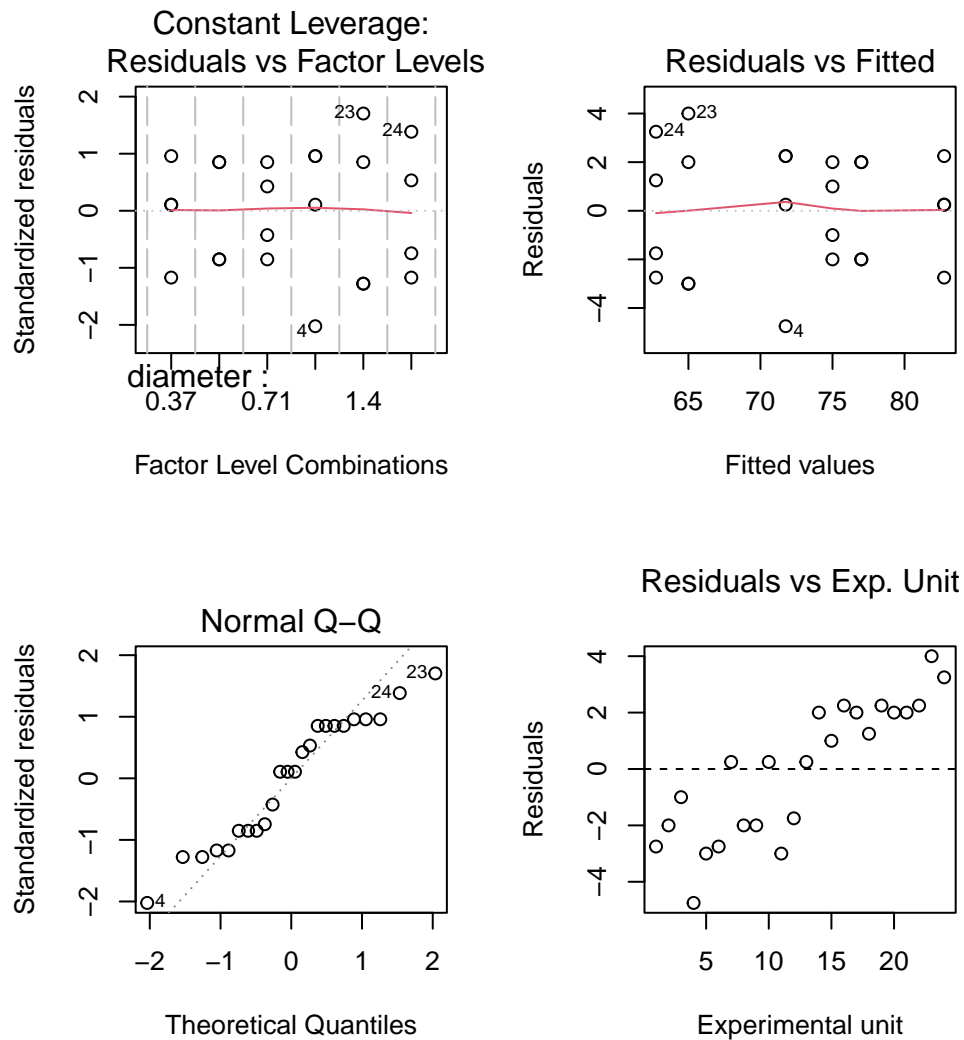 Constant Leverage:
Residuals vs Factor Levels
Standardized residuals
2
1
0
−1
−2
23
24
4
diameter :
0.37 0.71 1.4
Factor Level Combinations
Residuals vs Fitted
Residuals
4
2
0
−4
23
24
4
65 70 75 80
Fitted values
Normal Q−Q
Standardized residuals
2
1
0
−1
−2
23
24
4
−2 −1 0 1 2
Theoretical Quantiles
Residuals vs Exp. Unit
Residuals
4
2
0
−2
−4
5 10 15 20
Experimental unit